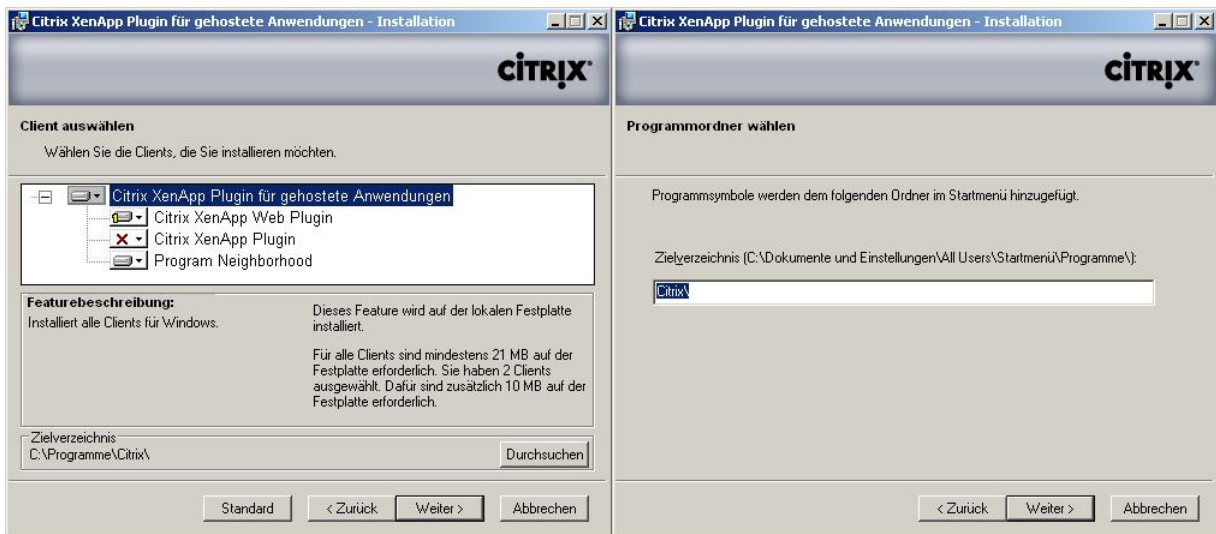 Citrix XenApp Plugin für gehostete Anwendungen - Installation
CİTRIX
Client auswählen
Wählen Sie die Clients, die Sie installieren möchten.
Citrix XenApp Plugin für gehostete Anwendungen
Citrix XenApp Web Plugin
Citrix XenApp Plugin
Program Neighborhood
Featurebeschreibung:
Installiert alle Clients für Windows.
Dieses Feature wird auf der lokalen Festplatte
installiert.
Für alle Clients sind mindestens 21 MB auf der
Festplatte erforderlich. Sie haben 2 Clients
ausgewählt. Dafür sind zusätzlich 10 MB auf der
Festplatte erforderlich.
Zielverzeichnis
C:\Programme\Citrix\
Durchsuchen
Standard
< Zurück
Weiter >
Abbrechen
Citrix XenApp Plugin für gehostete Anwendungen - Installation
CİTRIX
Programmordner wählen
Programmsymbole werden dem folgenden Ordner im Startmenü hinzugefügt.
Zielverzeichnis (C:\Dokumente und Einstellungen\All Users\Startmenü\Programme\):
Citrix\
< Zurück
Weiter >
Abbrechen